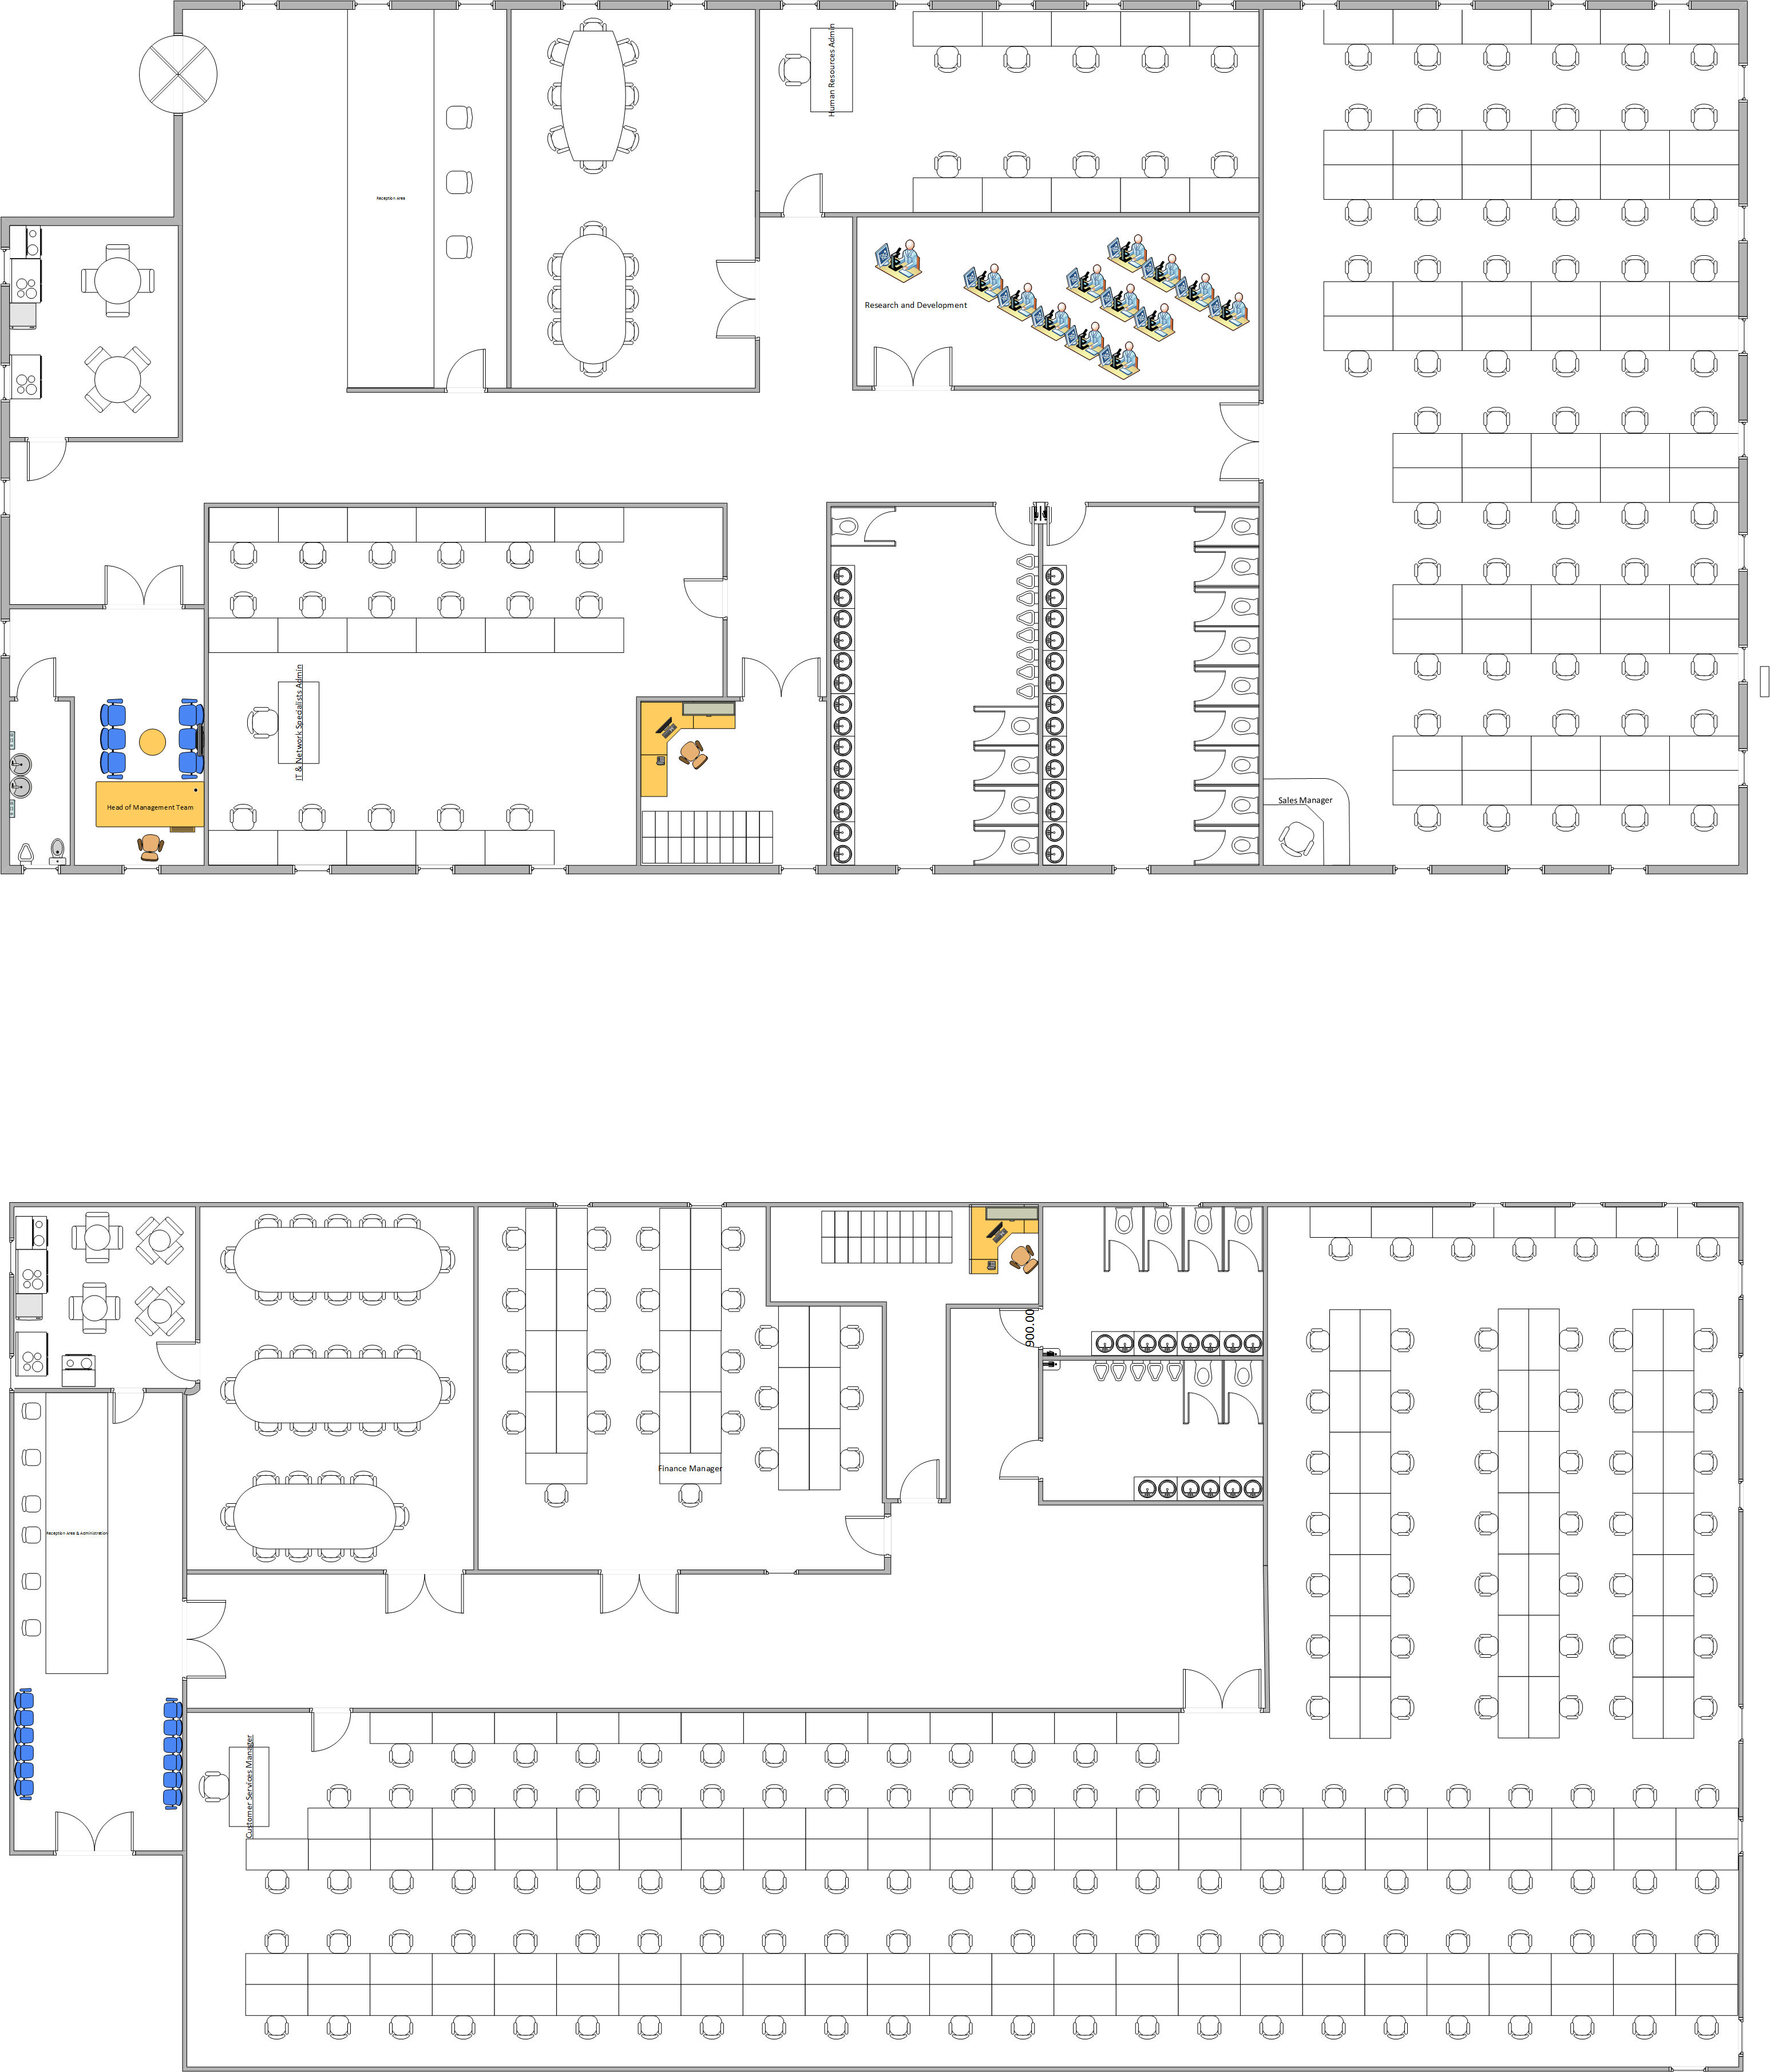 Human Resources Admin
Reception Area
Research and Development
IT & Network Specialists Admin
Head of Management Team
Sales Manager
900.00
Finance Manager
Reception Area & Administration
Customer Services Manager